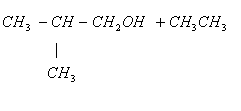 CH₃ – CH – CH₂OH + CH₃CH₃
|
CH₃